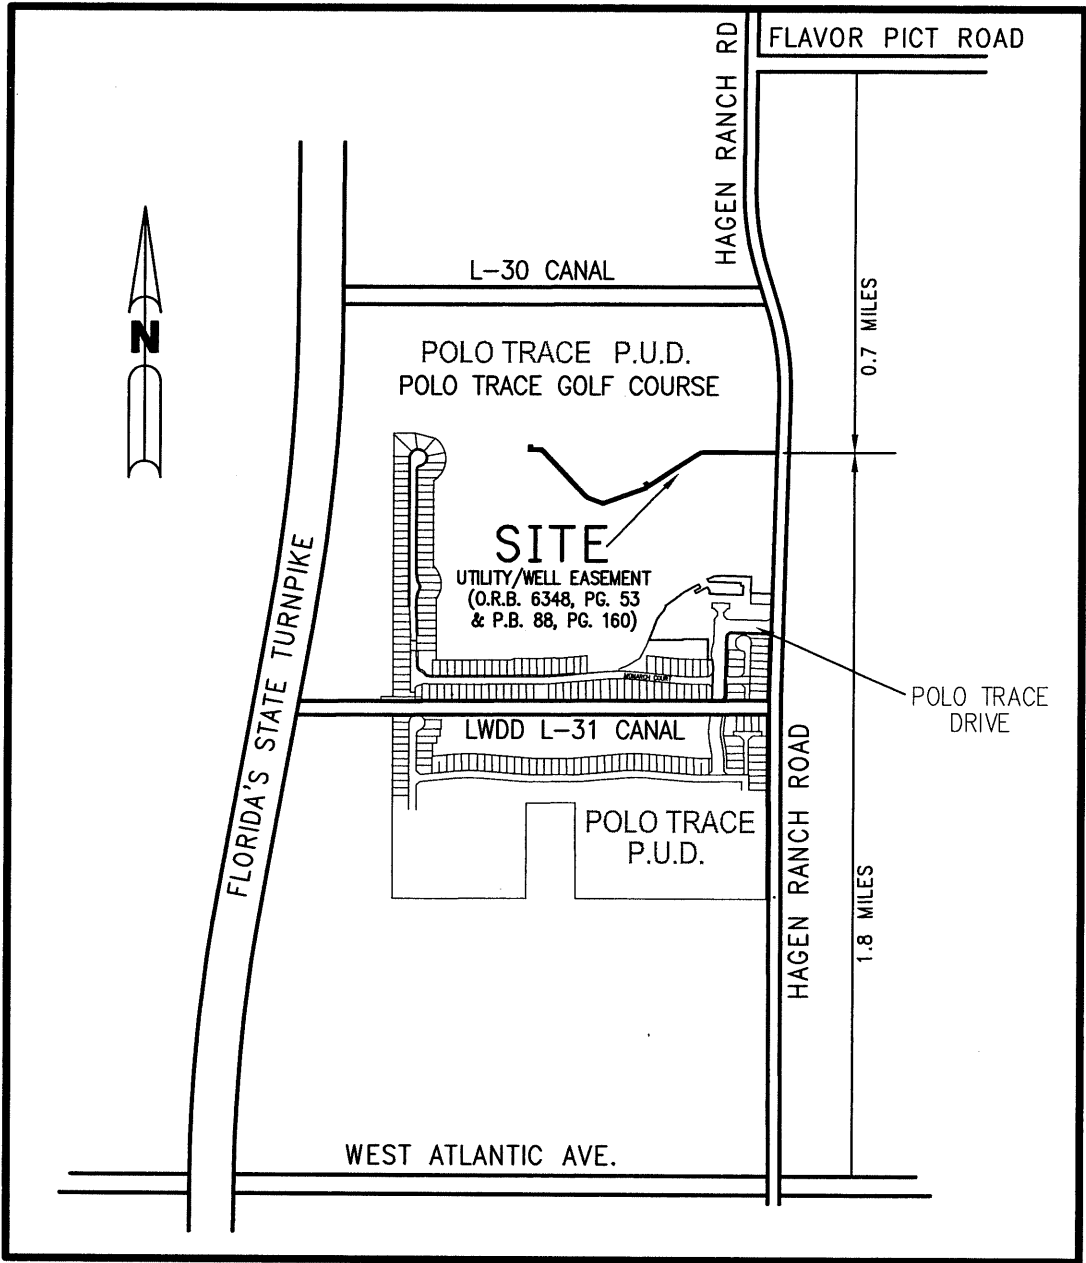 FLAVOR PICT ROAD
HAGEN RANCH RD
L-30 CANAL
0.7 MILES
N
POLO TRACE P.U.D.
POLO TRACE GOLF COURSE
SITE
UTILITY/WELL EASEMENT
(O.R.B. 6348, PG. 53
& P.B. 88, PG. 160)
FLORIDA'S STATE TURNPIKE
MONARCH COURT
POLO TRACE
DRIVE
LWDD L-31 CANAL
HAGEN RANCH ROAD
POLO TRACE
P.U.D.
1.8 MILES
WEST ATLANTIC AVE.